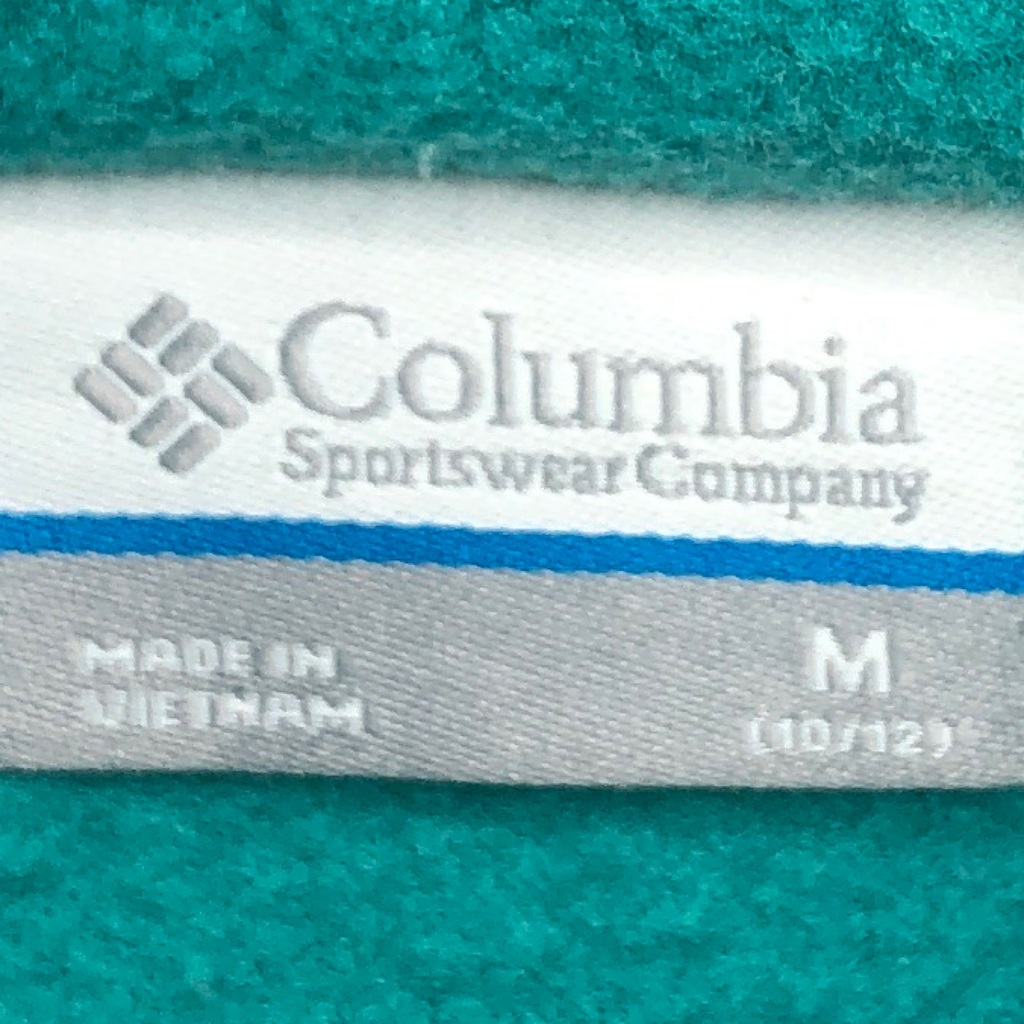 Columbia
Sportswear Company
MADE IN
VIETNAM
M
(10/12)